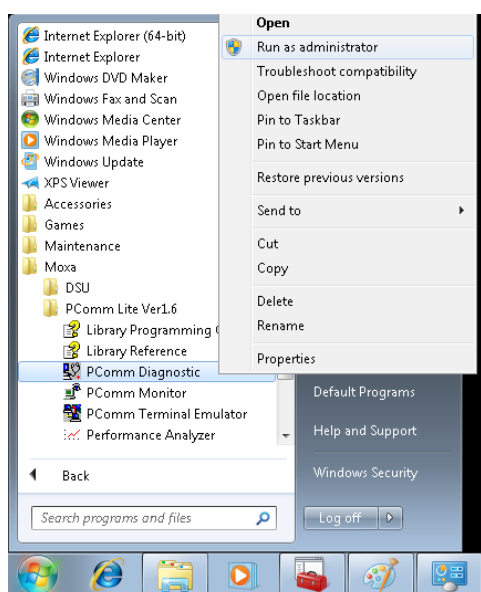 Internet Explorer (64-bit)
Internet Explorer
Windows DVD Maker
Windows Fax and Scan
Windows Media Center
Windows Media Player
Windows Update
XPS Viewer
Accessories
Games
Maintenance
Moxa
DSU
PComm Lite Ver1.6
Library Programming
Library Reference
PComm Diagnostic
PComm Monitor
PComm Terminal Emulator
Performance Analyzer
Back
Search programs and files
Open
Run as administrator
Troubleshoot compatibility
Open file location
Pin to Taskbar
Pin to Start Menu
Restore previous versions
Send to
Cut
Copy
Delete
Rename
Properties
Default Programs
Help and Support
Windows Security
Log off